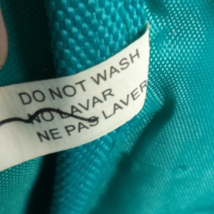 DO NOT WASH
NO LAVAR
NE PAS LAVER